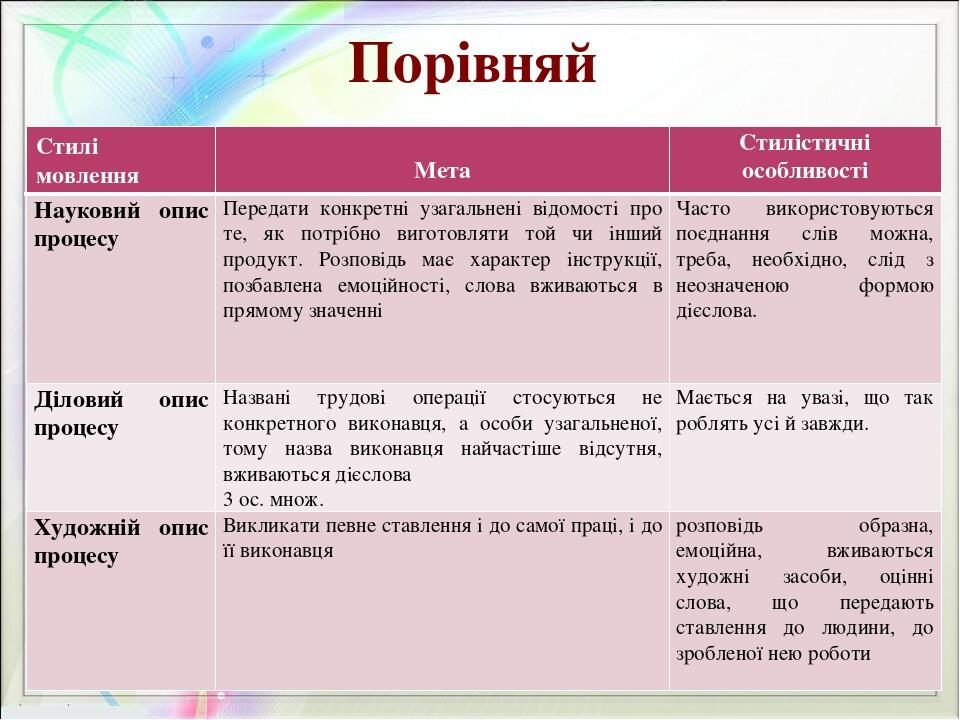 Порівняй
Стилі
мовлення
Мета
Стилістичні
особливості
Науковий опис
процесу
Передати конкретні узагальнені відомості про
те, як потрібно виготовляти той чи інший
продукт. Розповідь має характер інструкції,
позбавлена емоційності, слова вживаються в
прямому значенні
Часто використовуються
поєднання слів можна,
треба, необхідно, слід з
неозначеною формою
дієслова.
Діловий опис
процесу
Названі трудові операції стосуються не
конкретного виконавця, а особи узагальненої,
тому назва виконавця найчастіше відсутня,
вживаються дієслова
3 ос. множ.
Мається на увазі, що так
роблять усі й завжди.
Художній опис
процесу
Викликати певне ставлення і до самої праці, і до
її виконавця
розповідь образна,
емоційна, вживаються
художні засоби, оцінні
слова, що передають
ставлення до людини, до
зробленої нею роботи